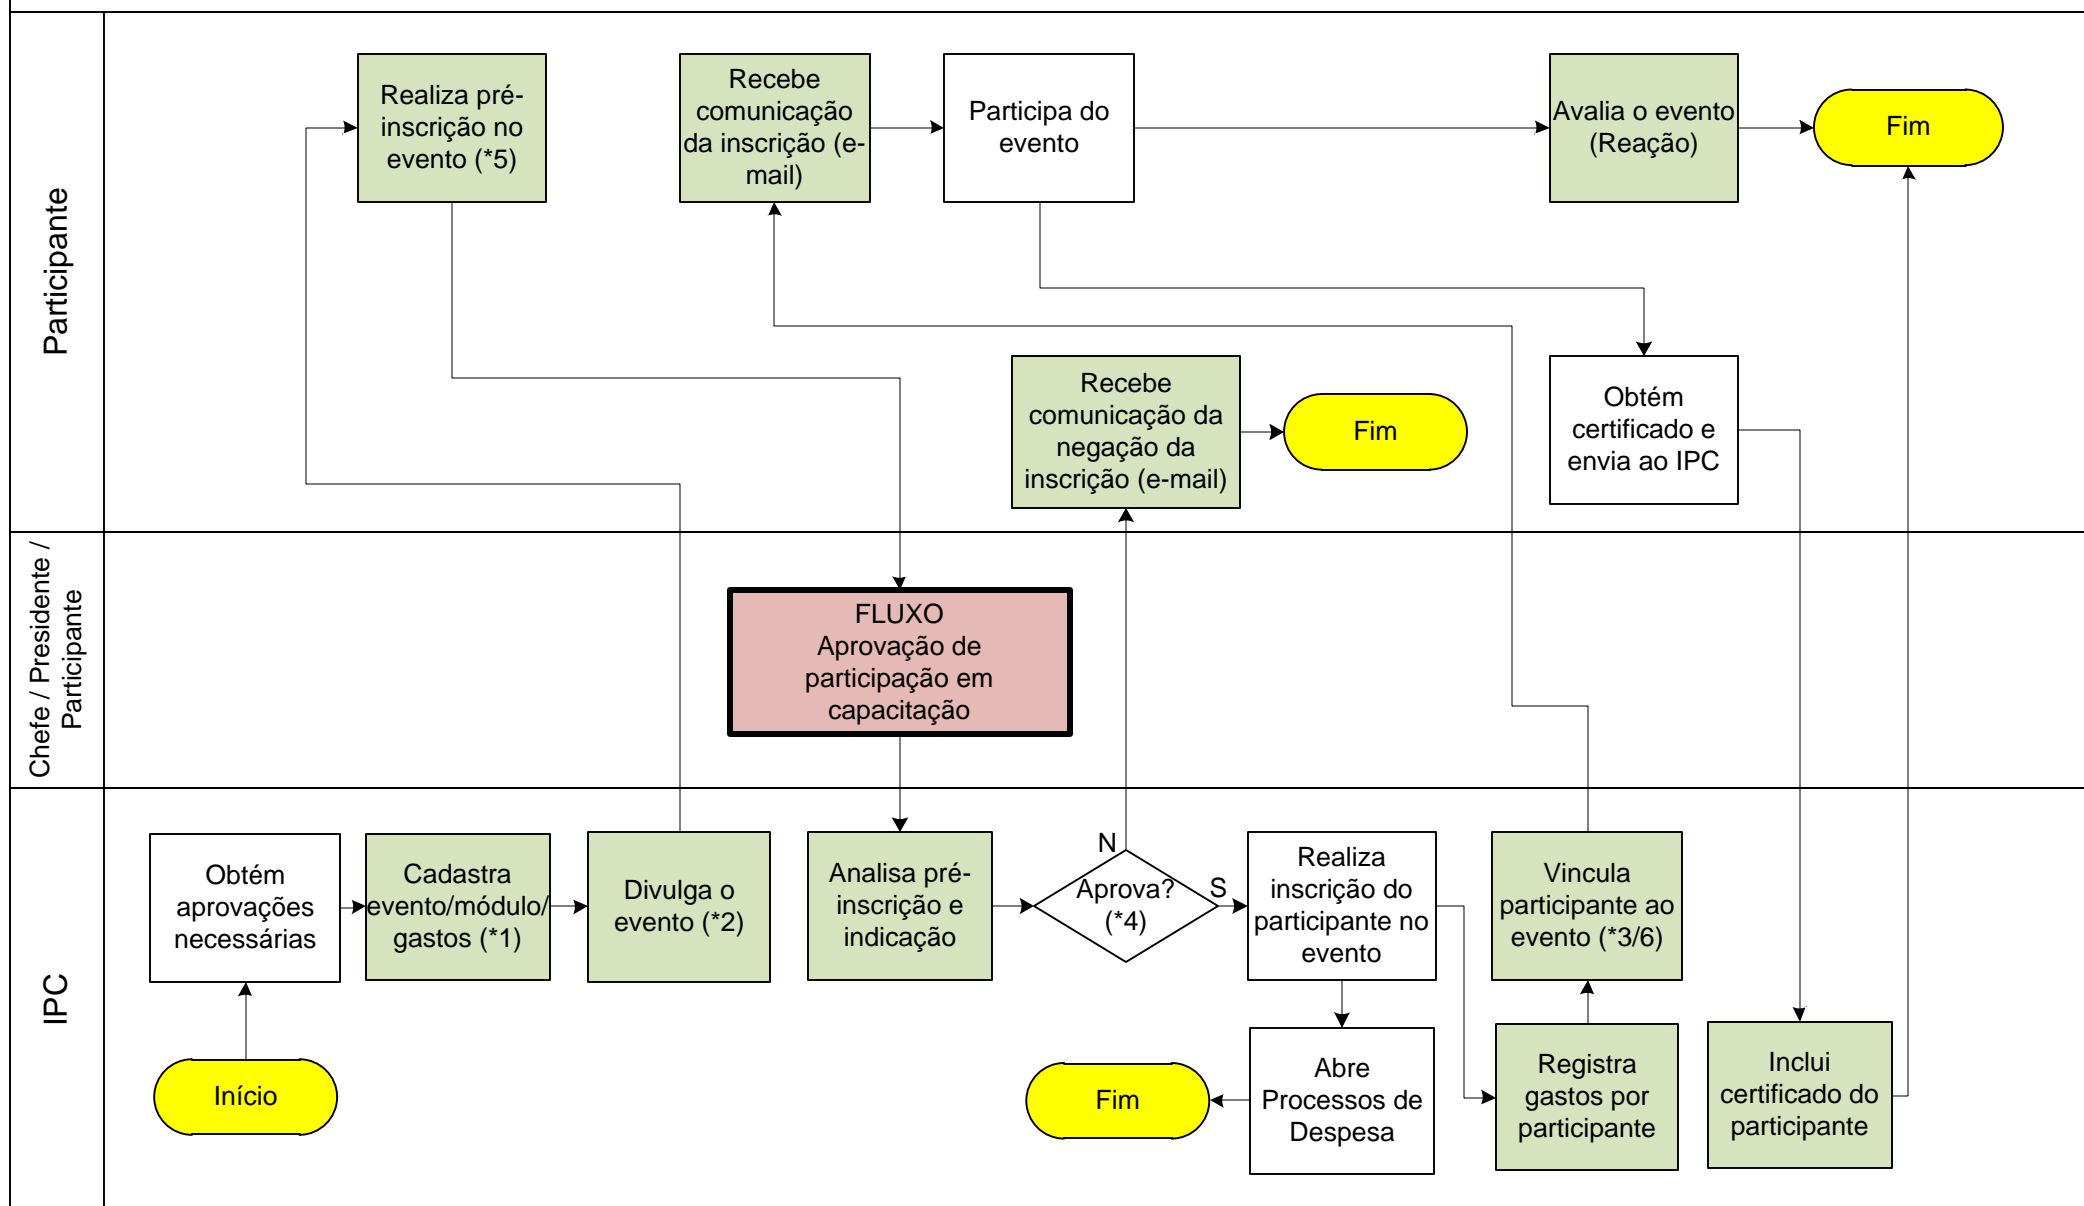 Participante
Realiza pré-
inscrição no
evento (*5)
Recebe
comunicação
da inscrição (e-
mail)
Participa do
evento
Avalia o evento
(Reação)
Fim
Recebe
comunicação da
negação da
inscrição (e-mail)
Fim
Obtém
certificado e
envia ao IPC
Chefe / Presidente /
Participante
FLUXO
Aprovação de
participação em
capacitação
IPC
Obtém
aprovações
necessárias
Cadastra
evento/módulo/
gastos (*1)
Divulga o
evento (*2)
Analisa pré-
inscrição e
indicação
N
Aprova?
(*4)
S
Realiza
inscrição do
participante no
evento
Vincula
participante ao
evento (*3/6)
Início
Fim
Abre
Processos de
Despesa
Registra
gastos por
participante
Inclui
certificado do
participante